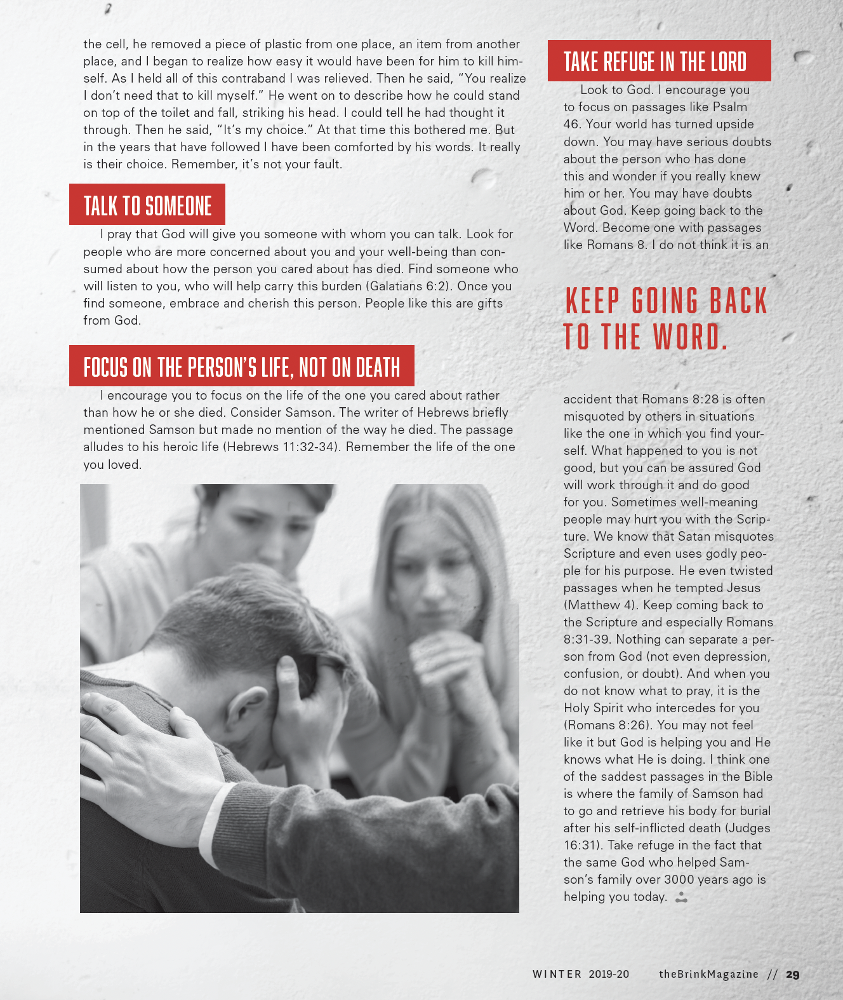 the cell, he removed a piece of plastic from one place, an item from another
place, and I began to realize how easy it would have been for him to kill him-
self. As I held all of this contraband I was relieved. Then he said, “You realize
I don’t need that to kill myself.” He went on to describe how he could stand
on top of the toilet and fall, striking his head. I could tell he had thought it
through. Then he said, “It’s my choice.” At that time this bothered me. But
in the years that have followed I have been comforted by his words. It really
is their choice. Remember, it’s not your fault.
TALK TO SOMEONE
I pray that God will give you someone with whom you can talk. Look for
people who are more concerned about you and your well-being than con-
sumed about how the person you cared about has died. Find someone who
will listen to you, who will help carry this burden (Galatians 6:2). Once you
find someone, embrace and cherish this person. People like this are gifts
from God.
FOCUS ON THE PERSON’S LIFE, NOT ON DEATH
I encourage you to focus on the life of the one you cared about rather
than how he or she died. Consider Samson. The writer of Hebrews briefly
mentioned Samson but made no mention of the way he died. The passage
alludes to his heroic life (Hebrews 11:32-34). Remember the life of the one
you loved.
TAKE REFUGE IN THE LORD
Look to God. I encourage you
to focus on passages like Psalm
46. Your world has turned upside
down. You may have serious doubts
about the person who has done
this and wonder if you really knew
him or her. You may have doubts
about God. Keep going back to the
Word. Become one with passages
like Romans 8. I do not think it is an
KEEP GOING BACK
TO THE WORD.
accident that Romans 8:28 is often
misquoted by others in situations
like the one in which you find your-
self. What happened to you is not
good, but you can be assured God
will work through it and do good
for you. Sometimes well-meaning
people may hurt you with the Scrip-
ture. We know that Satan misquotes
Scripture and even uses godly peo-
ple for his purpose. He even twisted
passages when he tempted Jesus
(Matthew 4). Keep coming back to
the Scripture and especially Romans
8:31-39. Nothing can separate a per-
son from God (not even depression,
confusion, or doubt). And when you
do not know what to pray, it is the
Holy Spirit who intercedes for you
(Romans 8:26). You may not feel
like it but God is helping you and He
knows what He is doing. I think one
of the saddest passages in the Bible
is where the family of Samson had
to go and retrieve his body for burial
after his self-inflicted death (Judges
16:31). Take refuge in the fact that
the same God who helped Sam-
son’s family over 3000 years ago is
helping you today.
WINTER 2019-20 theBrinkMagazine // 29